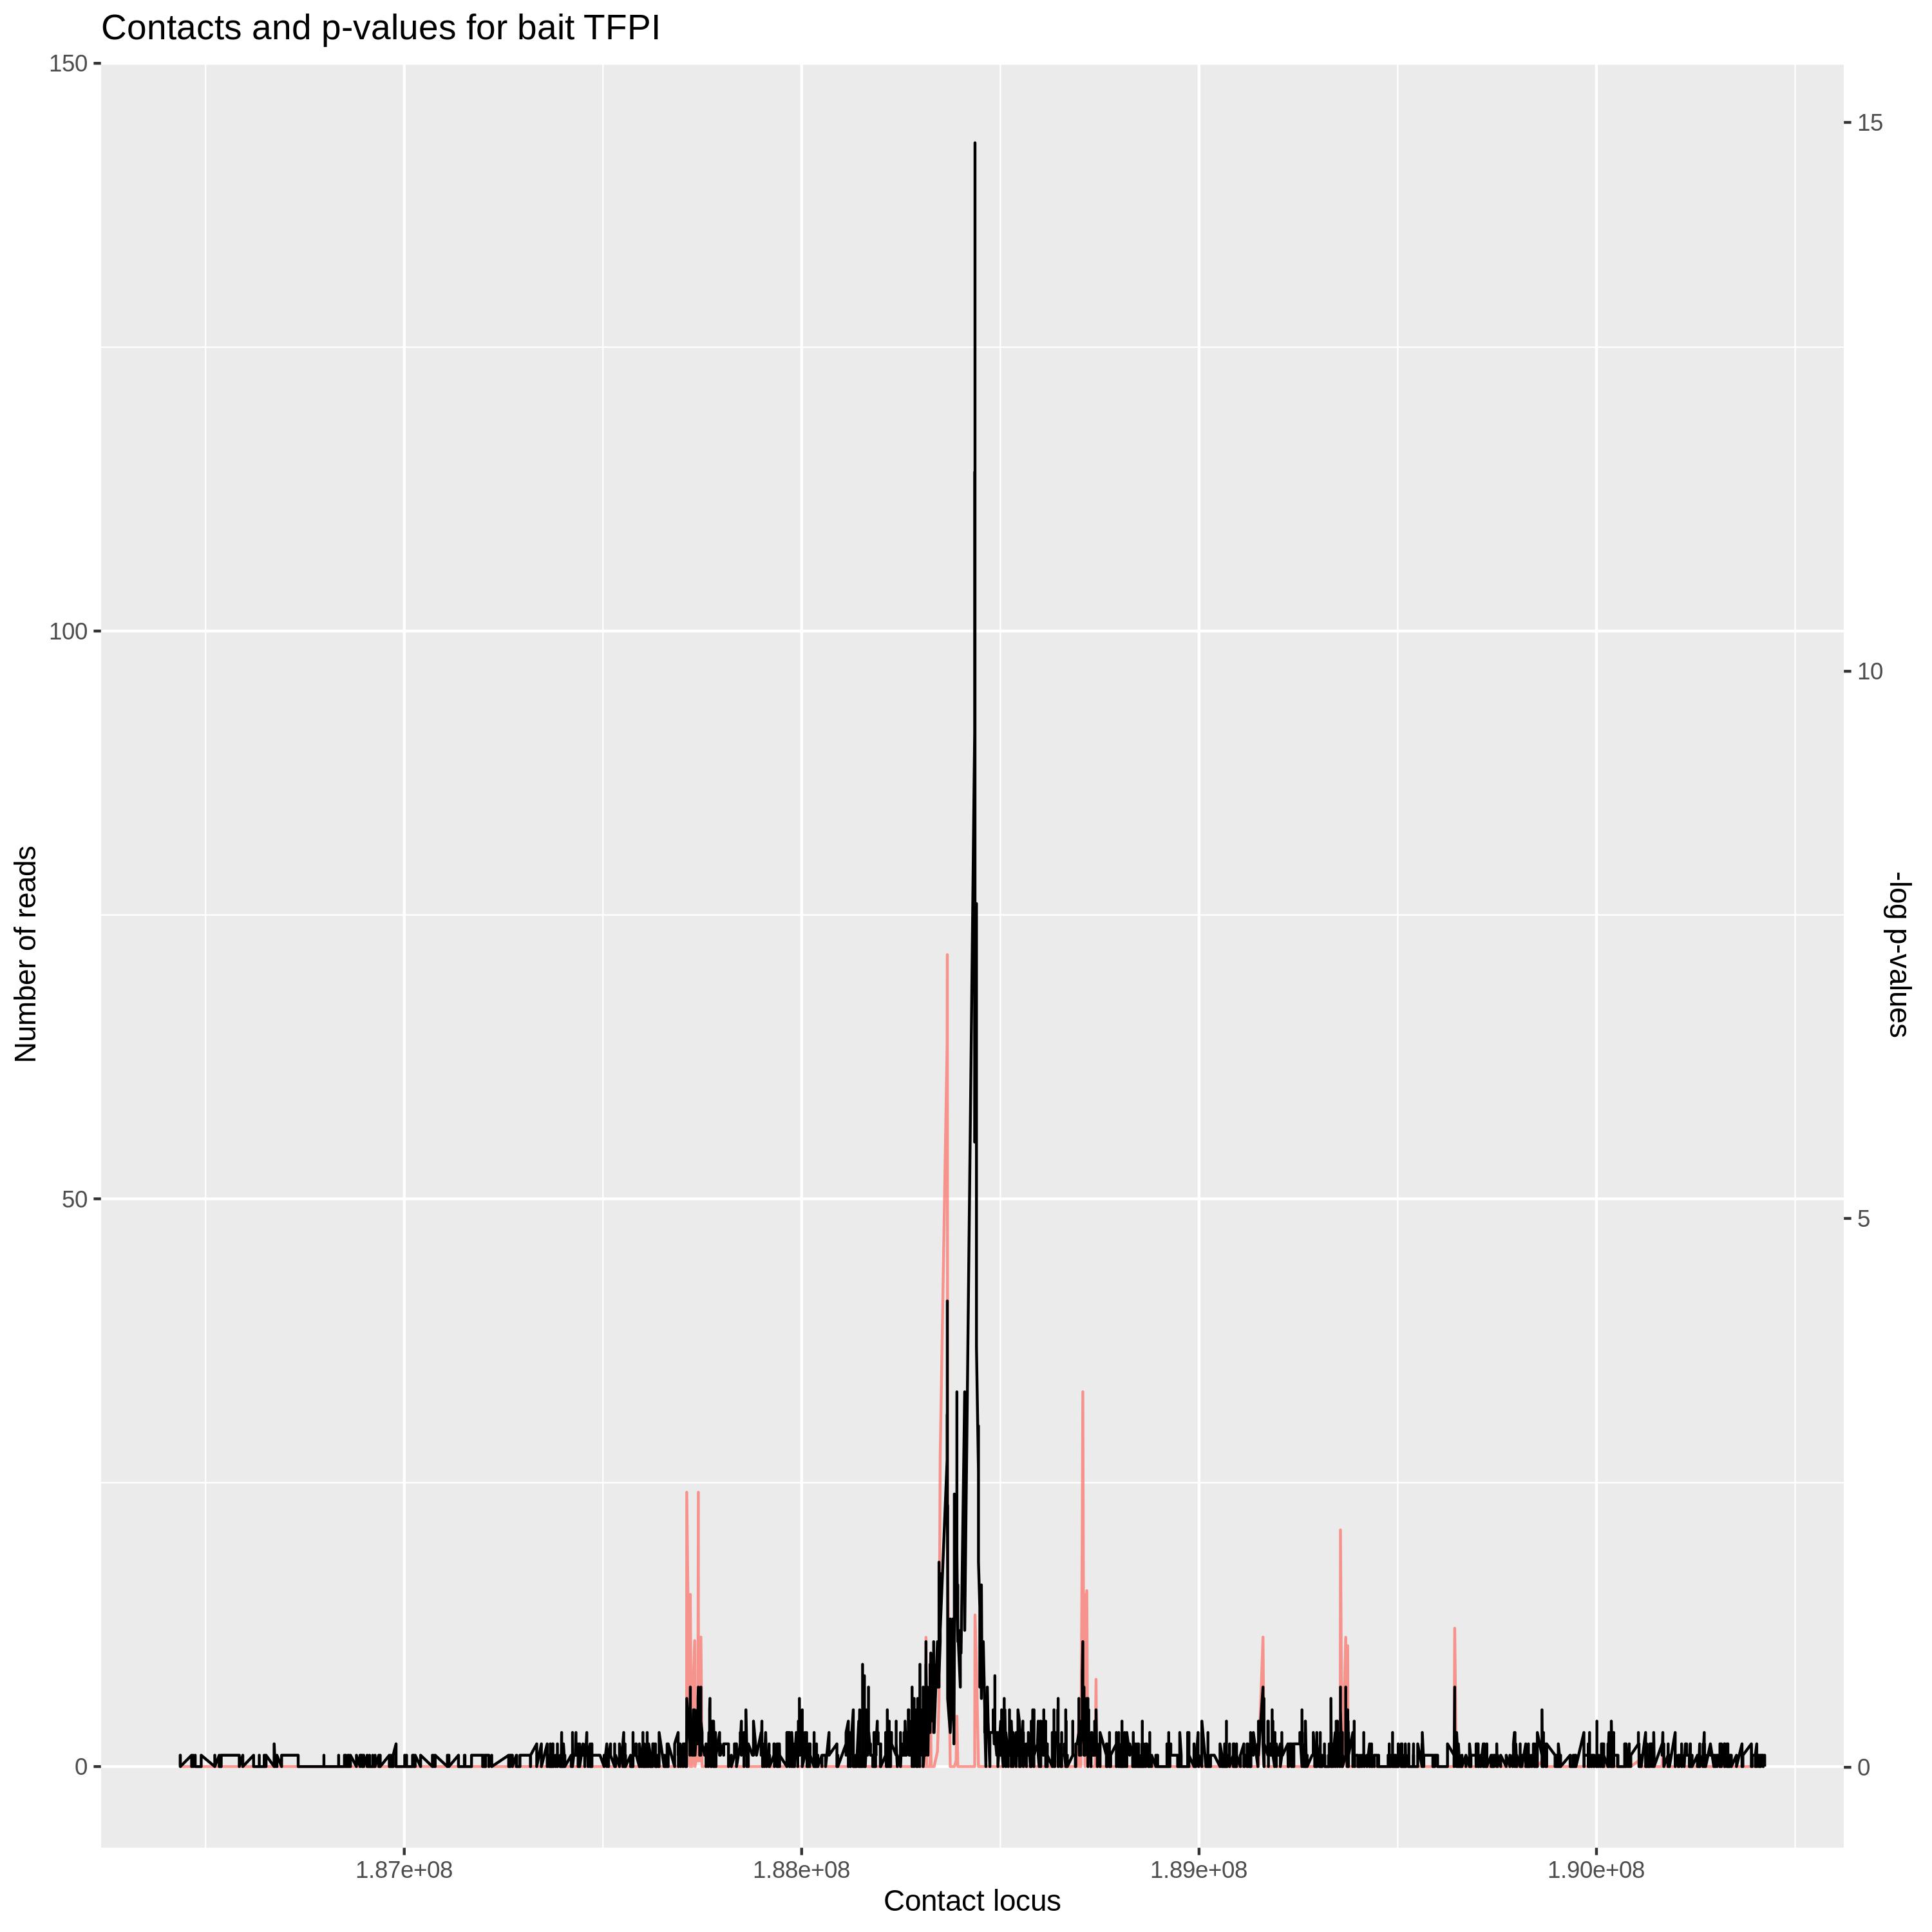 Contacts and p-values for bait TFPI
150
100
50
0
Number of reads
15
10
5
0
-log p-values
1.87e+08
1.88e+08
1.89e+08
1.90e+08
Contact locus